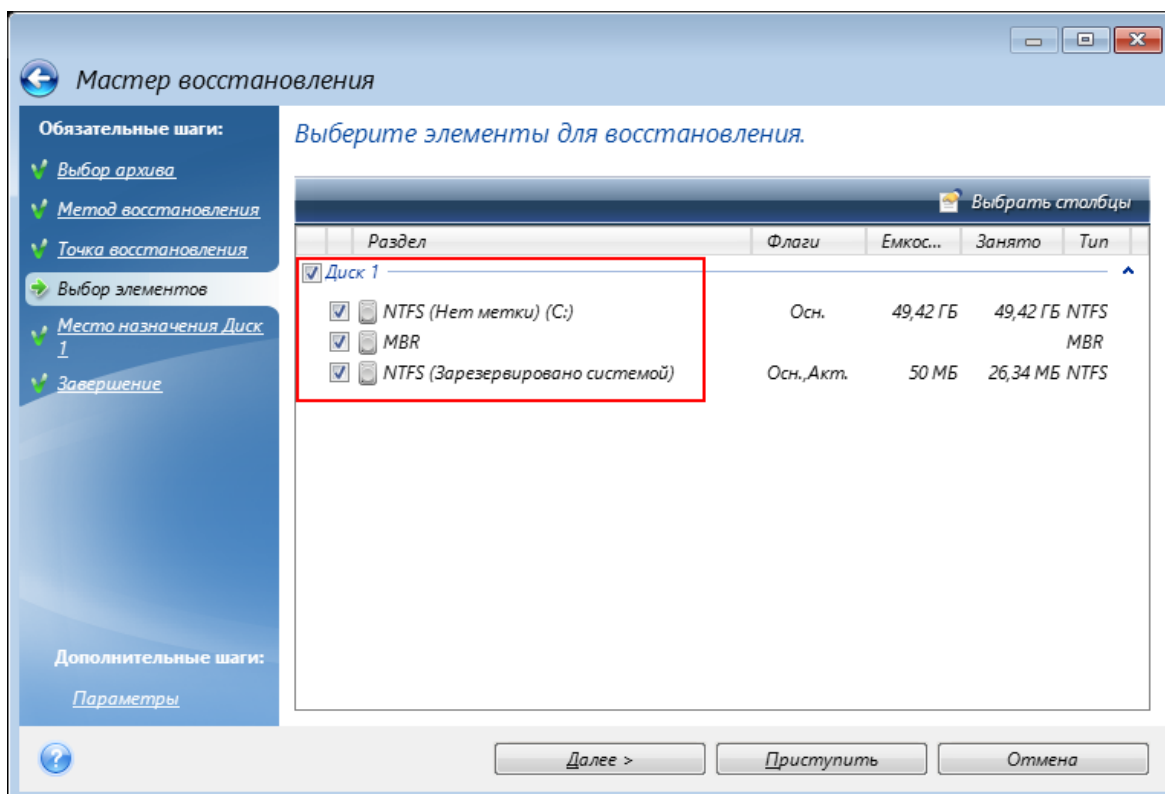 Мастер восстановления
Обязательные шаги:
Выбор архива
Метод восстановления
Точка восстановления
Выбор элементов
Место назначения Диск
1
Завершение
Дополнительные шаги:
Параметры
Выберите элементы для восстановления.
Выбрать столбцы
Раздел Флаги Емкос... Занято Тип
Диск 1
NTFS (Нет метки) (C:) Осн. 49,42 ГБ 49,42 ГБ NTFS
MBR MBR
NTFS (Зарезервировано системой) Осн.,Акт. 50 МБ 26,34 МБ NTFS
Далее > Приступить Отмена